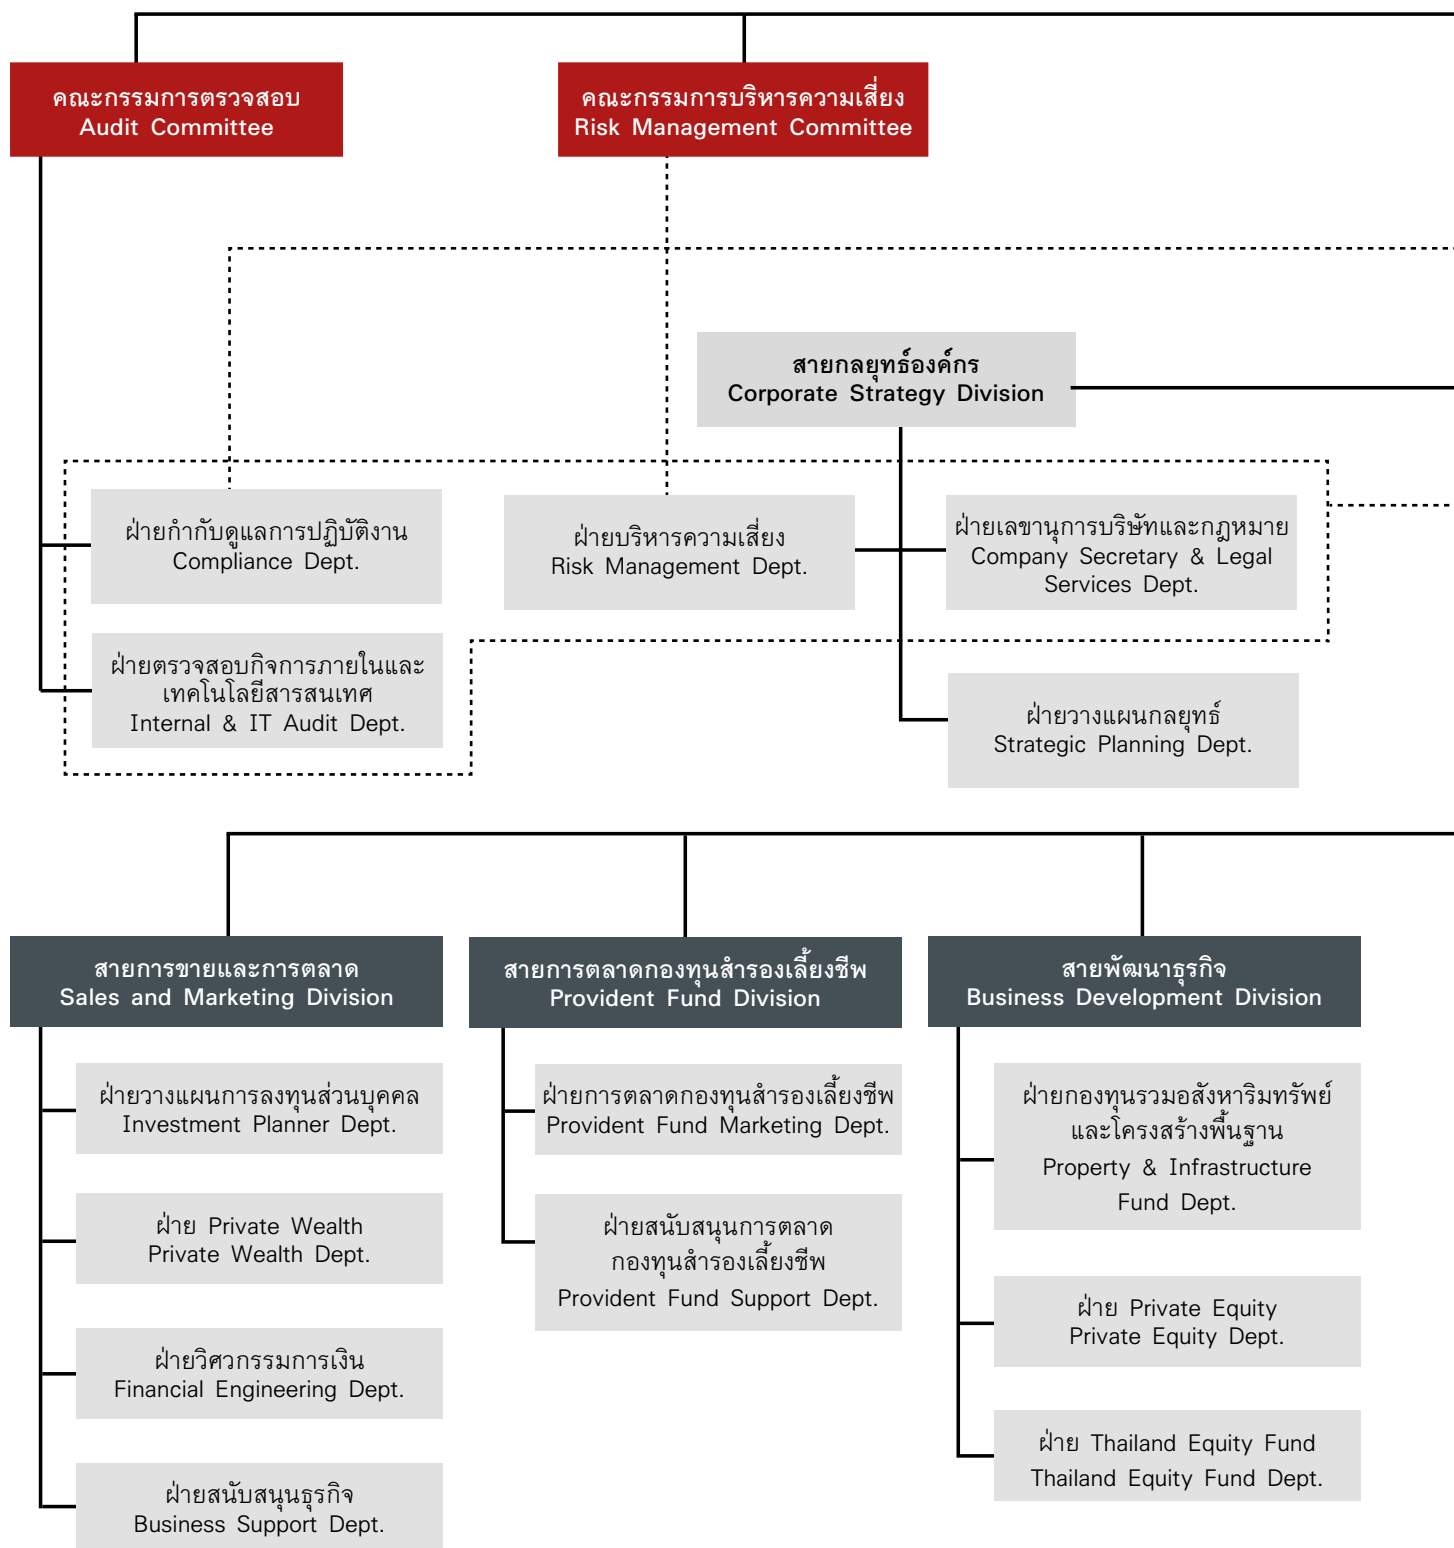 คณะกรรมการตรวจสอบ
Audit Committee
คณะกรรมการบริหารความเสี่ยง
Risk Management Committee
สายกลยุทธ์องค์กร
Corporate Strategy Division
ฝ่ายกำกับดูแลการปฏิบัติงาน
Compliance Dept.
ฝ่ายบริหารความเสี่ยง
Risk Management Dept.
ฝ่ายเลขานุการบริษัทและกฎหมาย
Company Secretary & Legal
Services Dept.
ฝ่ายตรวจสอบกิจการภายในและ
เทคโนโลยีสารสนเทศ
Internal & IT Audit Dept.
ฝ่ายวางแผนกลยุทธ์
Strategic Planning Dept.
สายการขายและการตลาด
Sales and Marketing Division
ฝ่ายวางแผนการลงทุนส่วนบุคคล
Investment Planner Dept.
ฝ่าย Private Wealth
Private Wealth Dept.
ฝ่ายวิศวกรรมการเงิน
Financial Engineering Dept.
ฝ่ายสนับสนุนธุรกิจ
Business Support Dept.
สายการตลาดกองทุนสำรองเลี้ยงชีพ
Provident Fund Division
ฝ่ายการตลาดกองทุนสำรองเลี้ยงชีพ
Provident Fund Marketing Dept.
ฝ่ายสนับสนุนการตลาด
กองทุนสำรองเลี้ยงชีพ
Provident Fund Support Dept.
สายพัฒนาธุรกิจ
Business Development Division
ฝ่ายกองทุนรวมอสังหาริมทรัพย์
และโครงสร้างพื้นฐาน
Property & Infrastructure
Fund Dept.
ฝ่าย Private Equity
Private Equity Dept.
ฝ่าย Thailand Equity Fund
Thailand Equity Fund Dept.